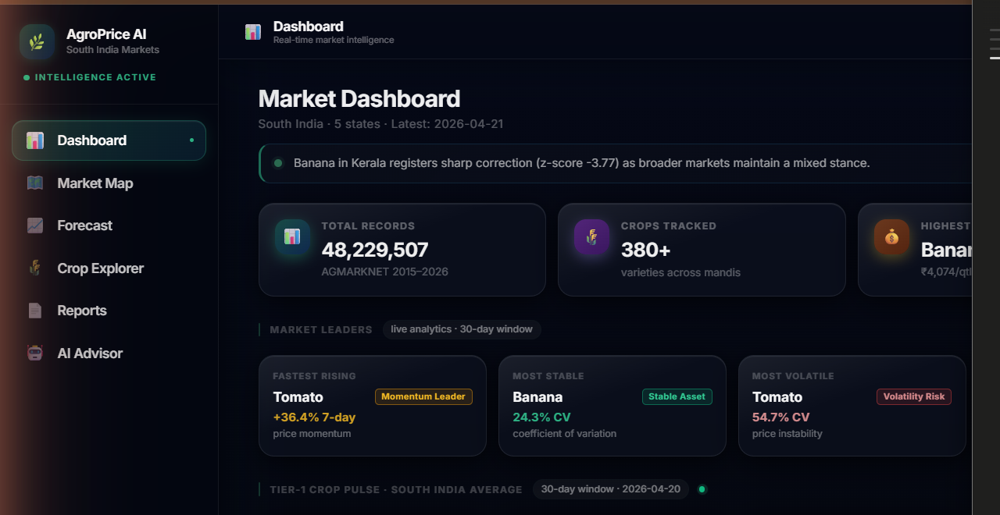 AgroPrice AI
South India Markets
INTELLIGENCE ACTIVE
Dashboard
Market Map
Forecast
Crop Explorer
Reports
AI Advisor
Dashboard
Real-time market intelligence
Market Dashboard
South India · 5 states · Latest: 2026-04-21
Banana in Kerala registers sharp correction (z-score -3.77) as broader markets maintain a mixed stance.
TOTAL RECORDS
48,229,507
AGMARKNET 2015–2026
CROPS TRACKED
380+
varieties across mandis
HIGHEST
₹4,074/qtl
MARKET LEADERS
live analytics · 30-day window
FASTEST RISING
Tomato
Momentum Leader
+36.4% 7-day
price momentum
MOST STABLE
Banana
Stable Asset
24.3% CV
coefficient of variation
MOST VOLATILE
Tomato
Volatility Risk
54.7% CV
price instability
TIER-1 CROP PULSE · SOUTH INDIA AVERAGE
30-day window · 2026-04-20